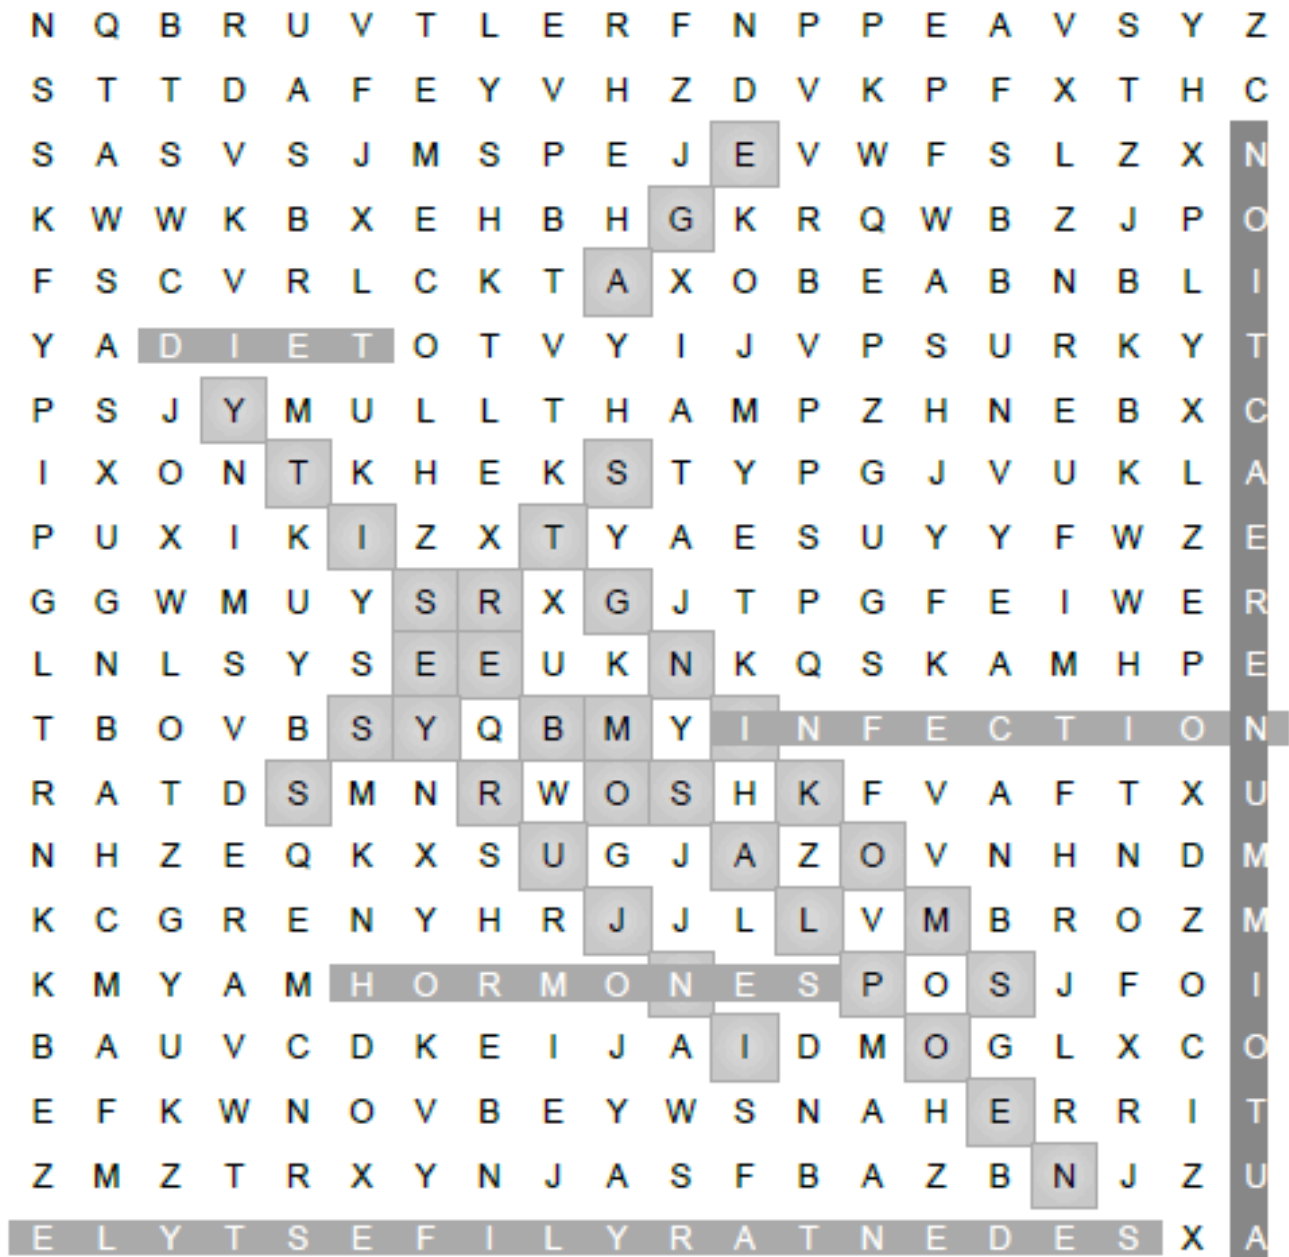 N Q B R U V T L E R F N P P E A V S Y Z
S T T D A F E Y V H Z D V K P F X T H C
S A S V S J M S P E J E V W F S L Z X N
K W W K B X E H B H G K R Q W B Z J P O
F S C V R L C K T A X O B E A B N B L I
Y A D I E T O T V Y I J V P S U R K Y T
P S J Y M U L L T H A M P Z H N E B X C
I X O N T K H E K S T Y P G J V U K L A
P U X I K I Z X T Y A E S U Y Y F W Z E
G G W M U Y S R X G J T P G F E I W E R
L N L S Y S E E U K N K Q S K A M H P E
T B O V B S Y Q B M Y I N F E C T I O N
R A T D S M N R W O S H K F V A F T X U
N H Z E Q K X S U G J A Z O V N H N D M
K C G R E N Y H R J J L L V M B R O Z M
K M Y A M H O R M O N E S P O S J F O I
B A U V C D K E I J A I D M O G L X C O
E F K W N O V B E Y W S N A H E R R I T
Z M Z T R X Y N J A S F B A Z B N J Z U
E L Y T S E F I L Y R A T N E D E S X A